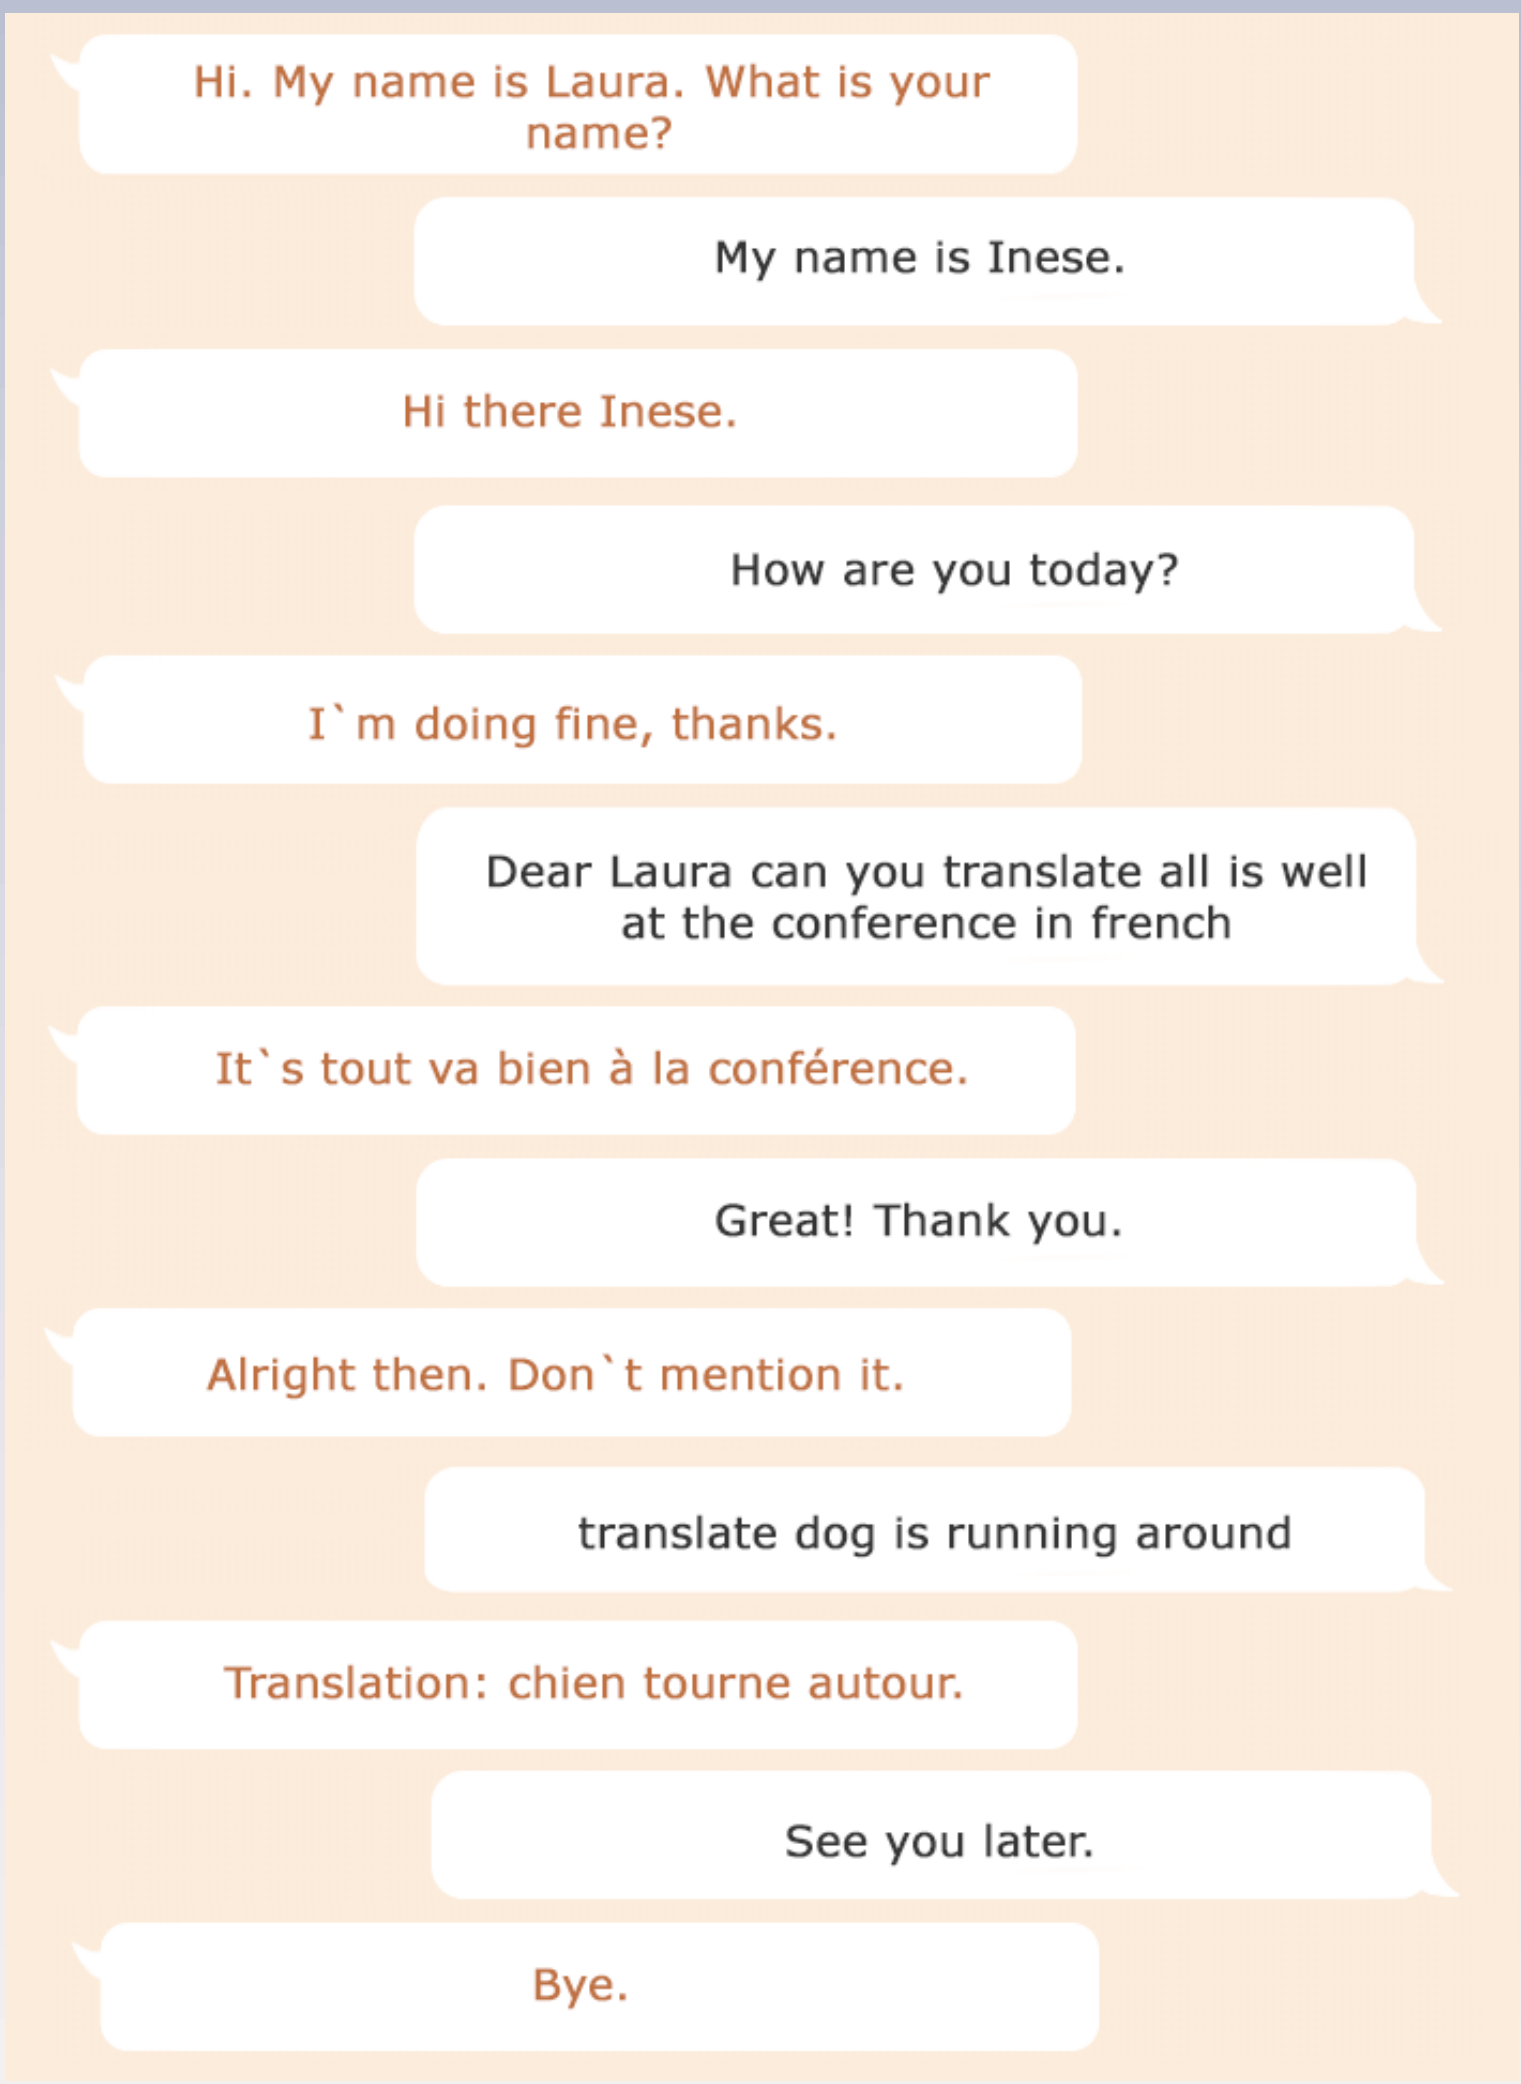 Hi. My name is Laura. What is your
name?
My name is Inese.
Hi there Inese.
How are you today?
I`m doing fine, thanks.
Dear Laura can you translate all is well
at the conference in french
It`s tout va bien à la conférence.
Great! Thank you.
Alright then. Don`t mention it.
translate dog is running around
Translation: chien tourne autour.
See you later.
Bye.